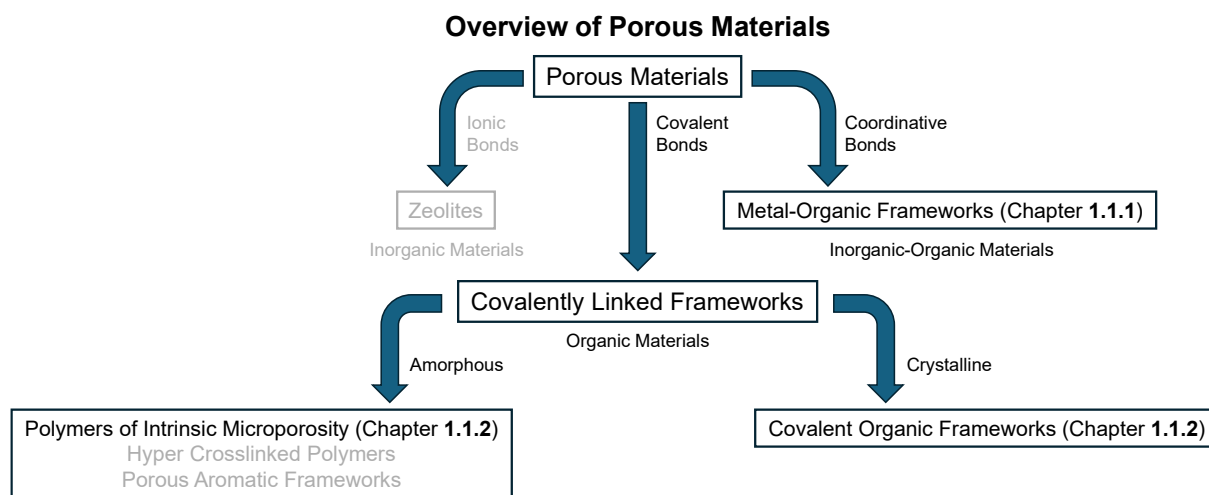 Overview of Porous Materials
Porous Materials
Ionic
Bonds
Covalent
Bonds
Coordinative
Bonds
Zeolites
Metal-Organic Frameworks (Chapter 1.1.1)
Inorganic Materials
Inorganic-Organic Materials
Covalently Linked Frameworks
Organic Materials
Amorphous
Crystalline
Polymers of Intrinsic Microporosity (Chapter 1.1.2)
Hyper Crosslinked Polymers
Porous Aromatic Frameworks
Covalent Organic Frameworks (Chapter 1.1.2)